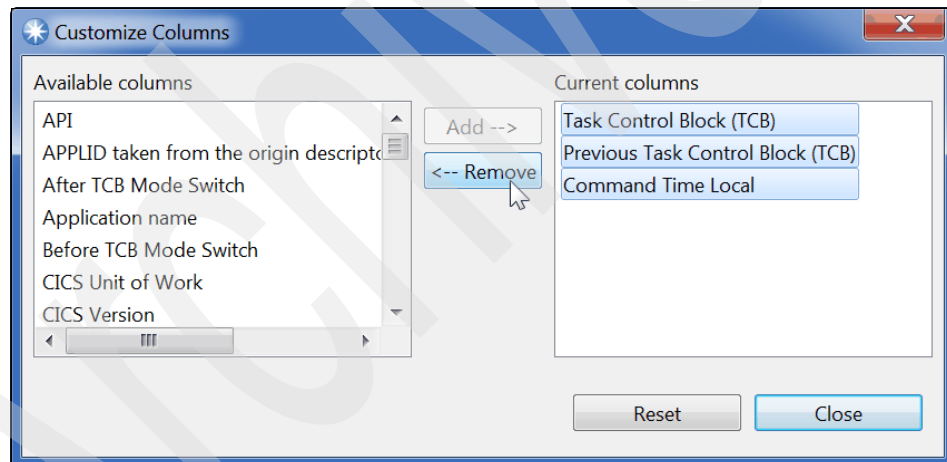 Customize Columns
Available columns
Current columns
API
APPLID taken from the origin descripto
After TCB Mode Switch
Application name
Before TCB Mode Switch
CICS Unit of Work
CICS Version
Add -->
<-- Remove
Task Control Block (TCB)
Previous Task Control Block (TCB)
Command Time Local
Reset
Close